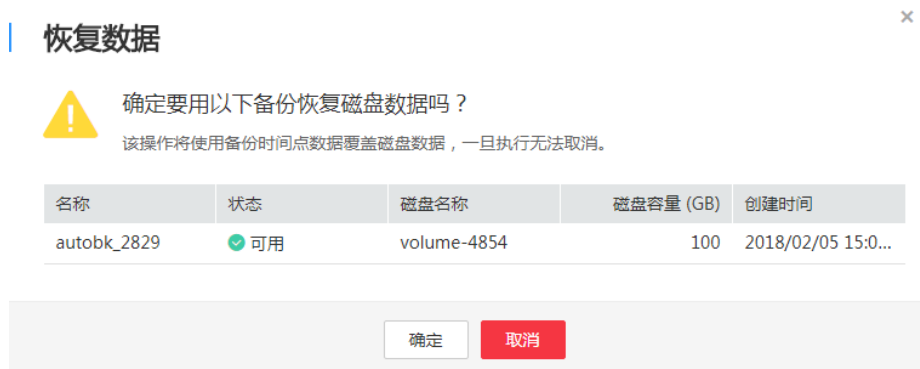 恢复数据
确定要用以下备份恢复磁盘数据吗？
该操作将使用备份时间点数据覆盖磁盘数据，一旦执行无法取消。
名称 状态 磁盘名称 磁盘容量 (GB) 创建时间
autobk_2829 可用 volume-4854 100 2018/02/05 15:0...
确定 取消